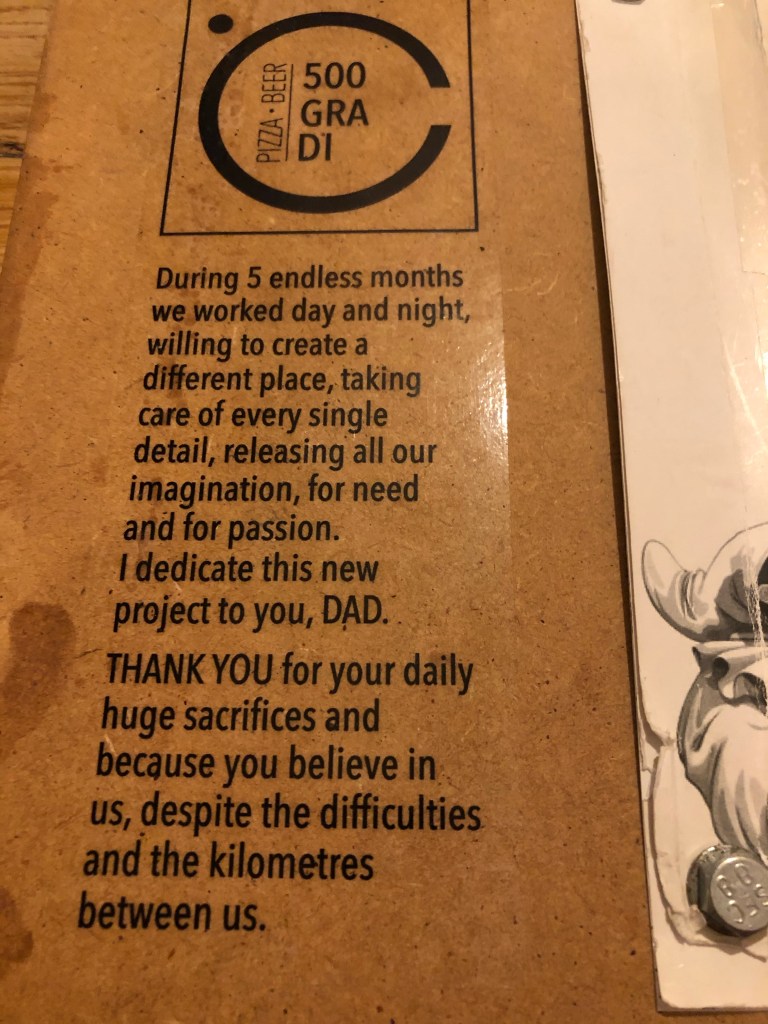 PIZZA · BEER
500
GRA
DI
During 5 endless months
we worked day and night,
willing to create a
different place, taking
care of every single
detail, releasing all our
imagination, for need
and for passion.
I dedicate this new
project to you, DAD.
THANK YOU for your daily
huge sacrifices and
because you believe in
us, despite the difficulties
and the kilometres
between us.